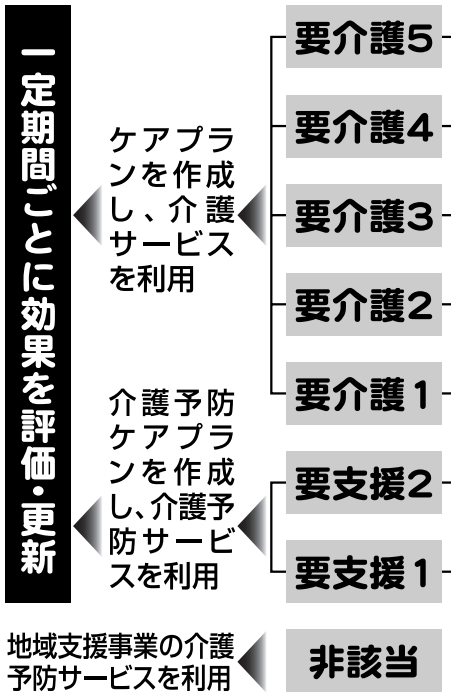 要介護5
要介護4
要介護3
要介護2
要介護1
要支援2
要支援1
非該当
ケアプラ
ンを作成
し、介護
サービス
を利用
介護予防
ケアプラ
ンを作成
し、介護予
防サービ
スを利用
地域支援事業の介護
予防サービスを利用
一定期間ごとに効果を評価・更新